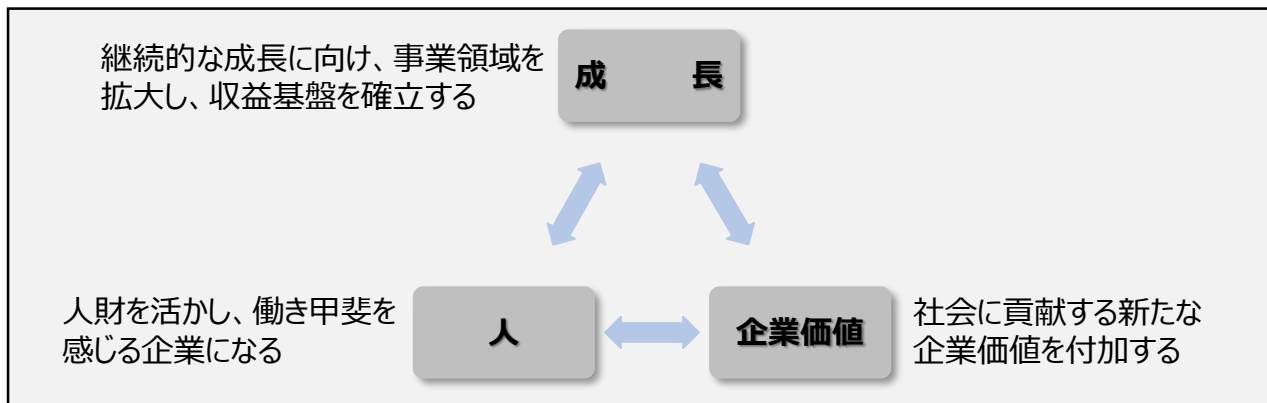 継続的な成長に向け、事業領域を
拡大し、収益基盤を確立する
成　長
人財を活かし、働き甲斐を
感じる企業になる
人
企業価値
社会に貢献する新たな
企業価値を付加する